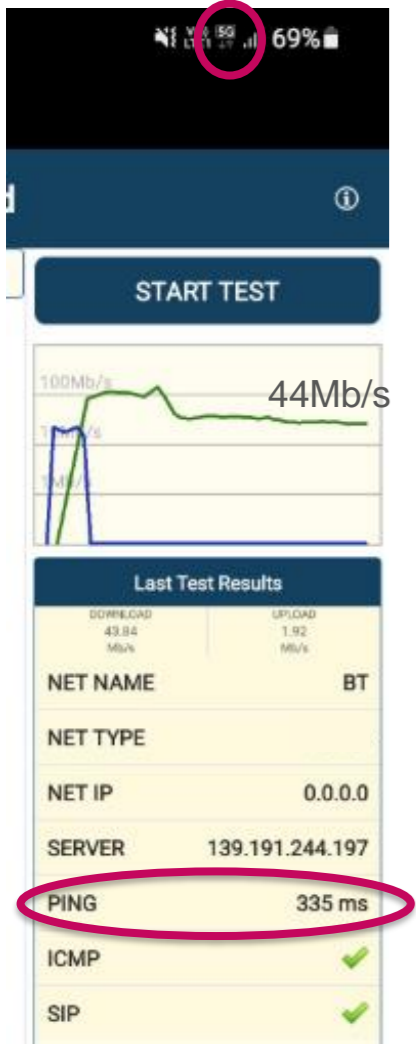 5G 69%
START TEST
100Mb/s
44Mb/s
Last Test Results
DOWNLOAD UPLOAD
43.84 1.92
Mb/s Mb/s
NET NAME BT
NET TYPE
NET IP 0.0.0.0
SERVER 139.191.244.197
PING 335 ms
ICMP
SIP